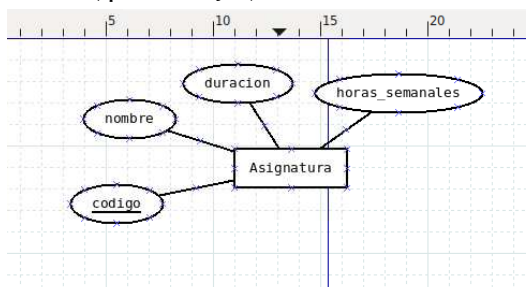 5 10 15 20
duracion
horas_semanales
nombre
Asignatura
codigo